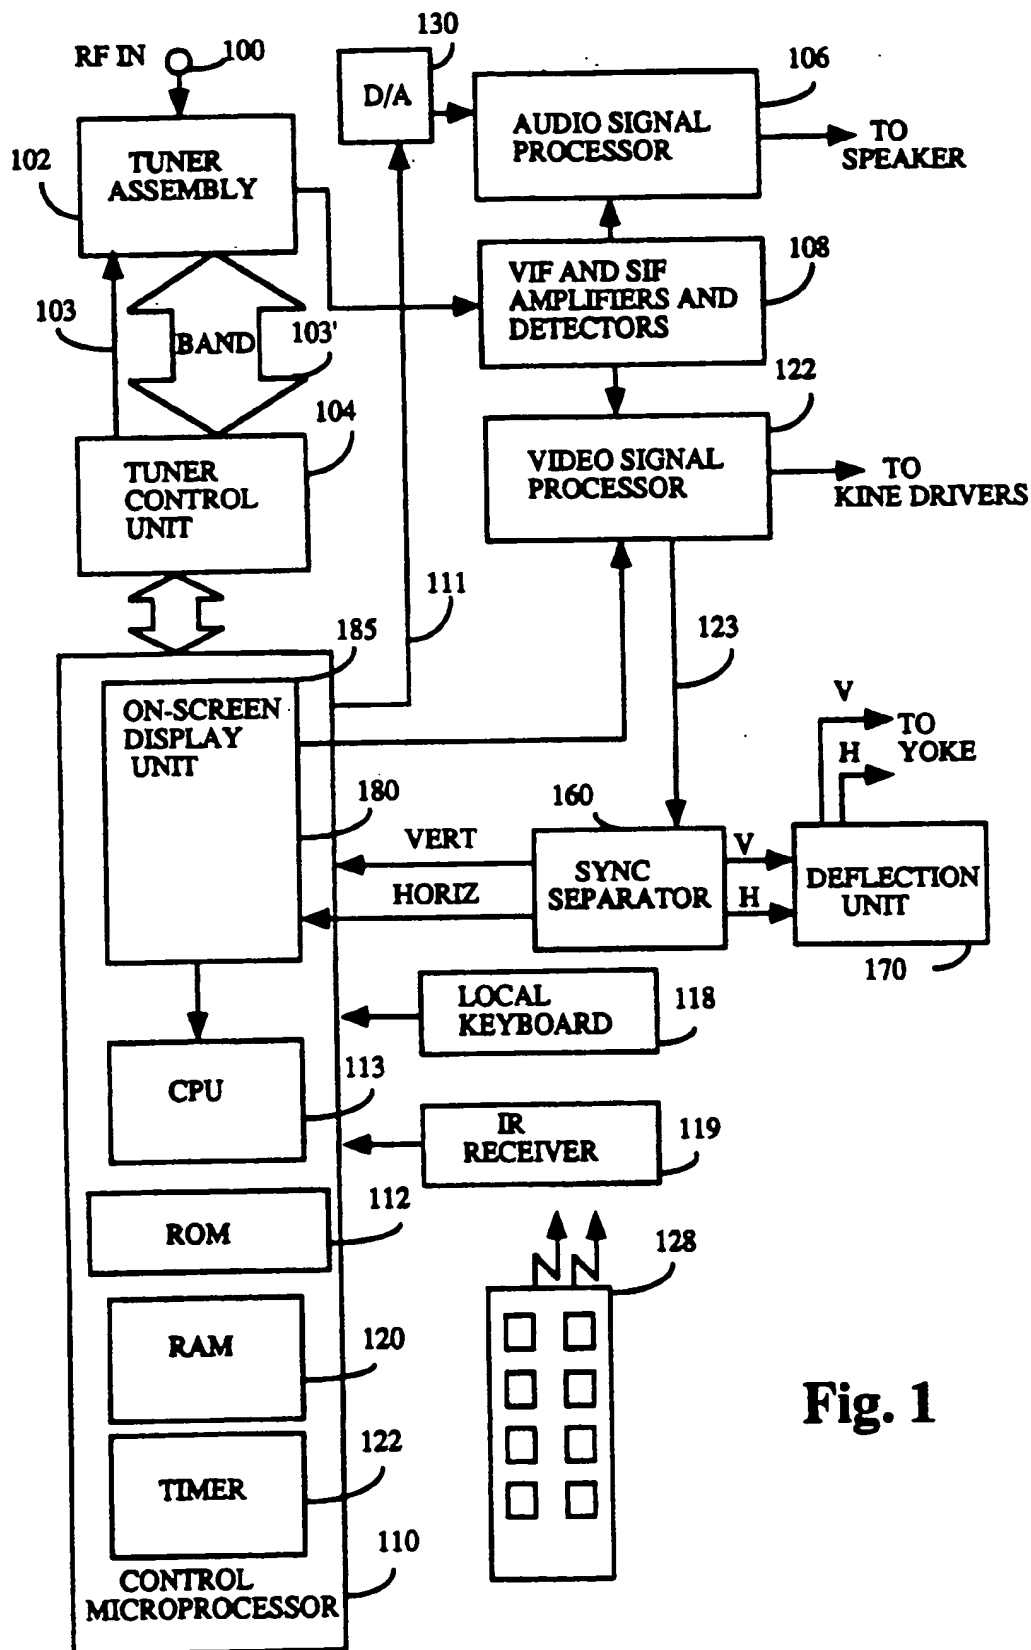 RF IN
100
130
D/A
106
AUDIO SIGNAL
PROCESSOR
TO
SPEAKER
102
TUNER
ASSEMBLY
VIF AND SIF
AMPLIFIERS AND
DETECTORS
108
103
BAND
103'
104
122
TUNER
CONTROL
UNIT
VIDEO SIGNAL
PROCESSOR
TO
KINE DRIVERS
111
123
185
ON-SCREEN
DISPLAY
UNIT
180
V
H
TO
YOKE
160
VERT
HORIZ
SYNC
SEPARATOR
V
H
DEFLECTION
UNIT
170
LOCAL
KEYBOARD
118
CPU
113
IR
RECEIVER
119
ROM
112
128
RAM
120
TIMER
122
CONTROL
MICROPROCESSOR
110
Fig. 1